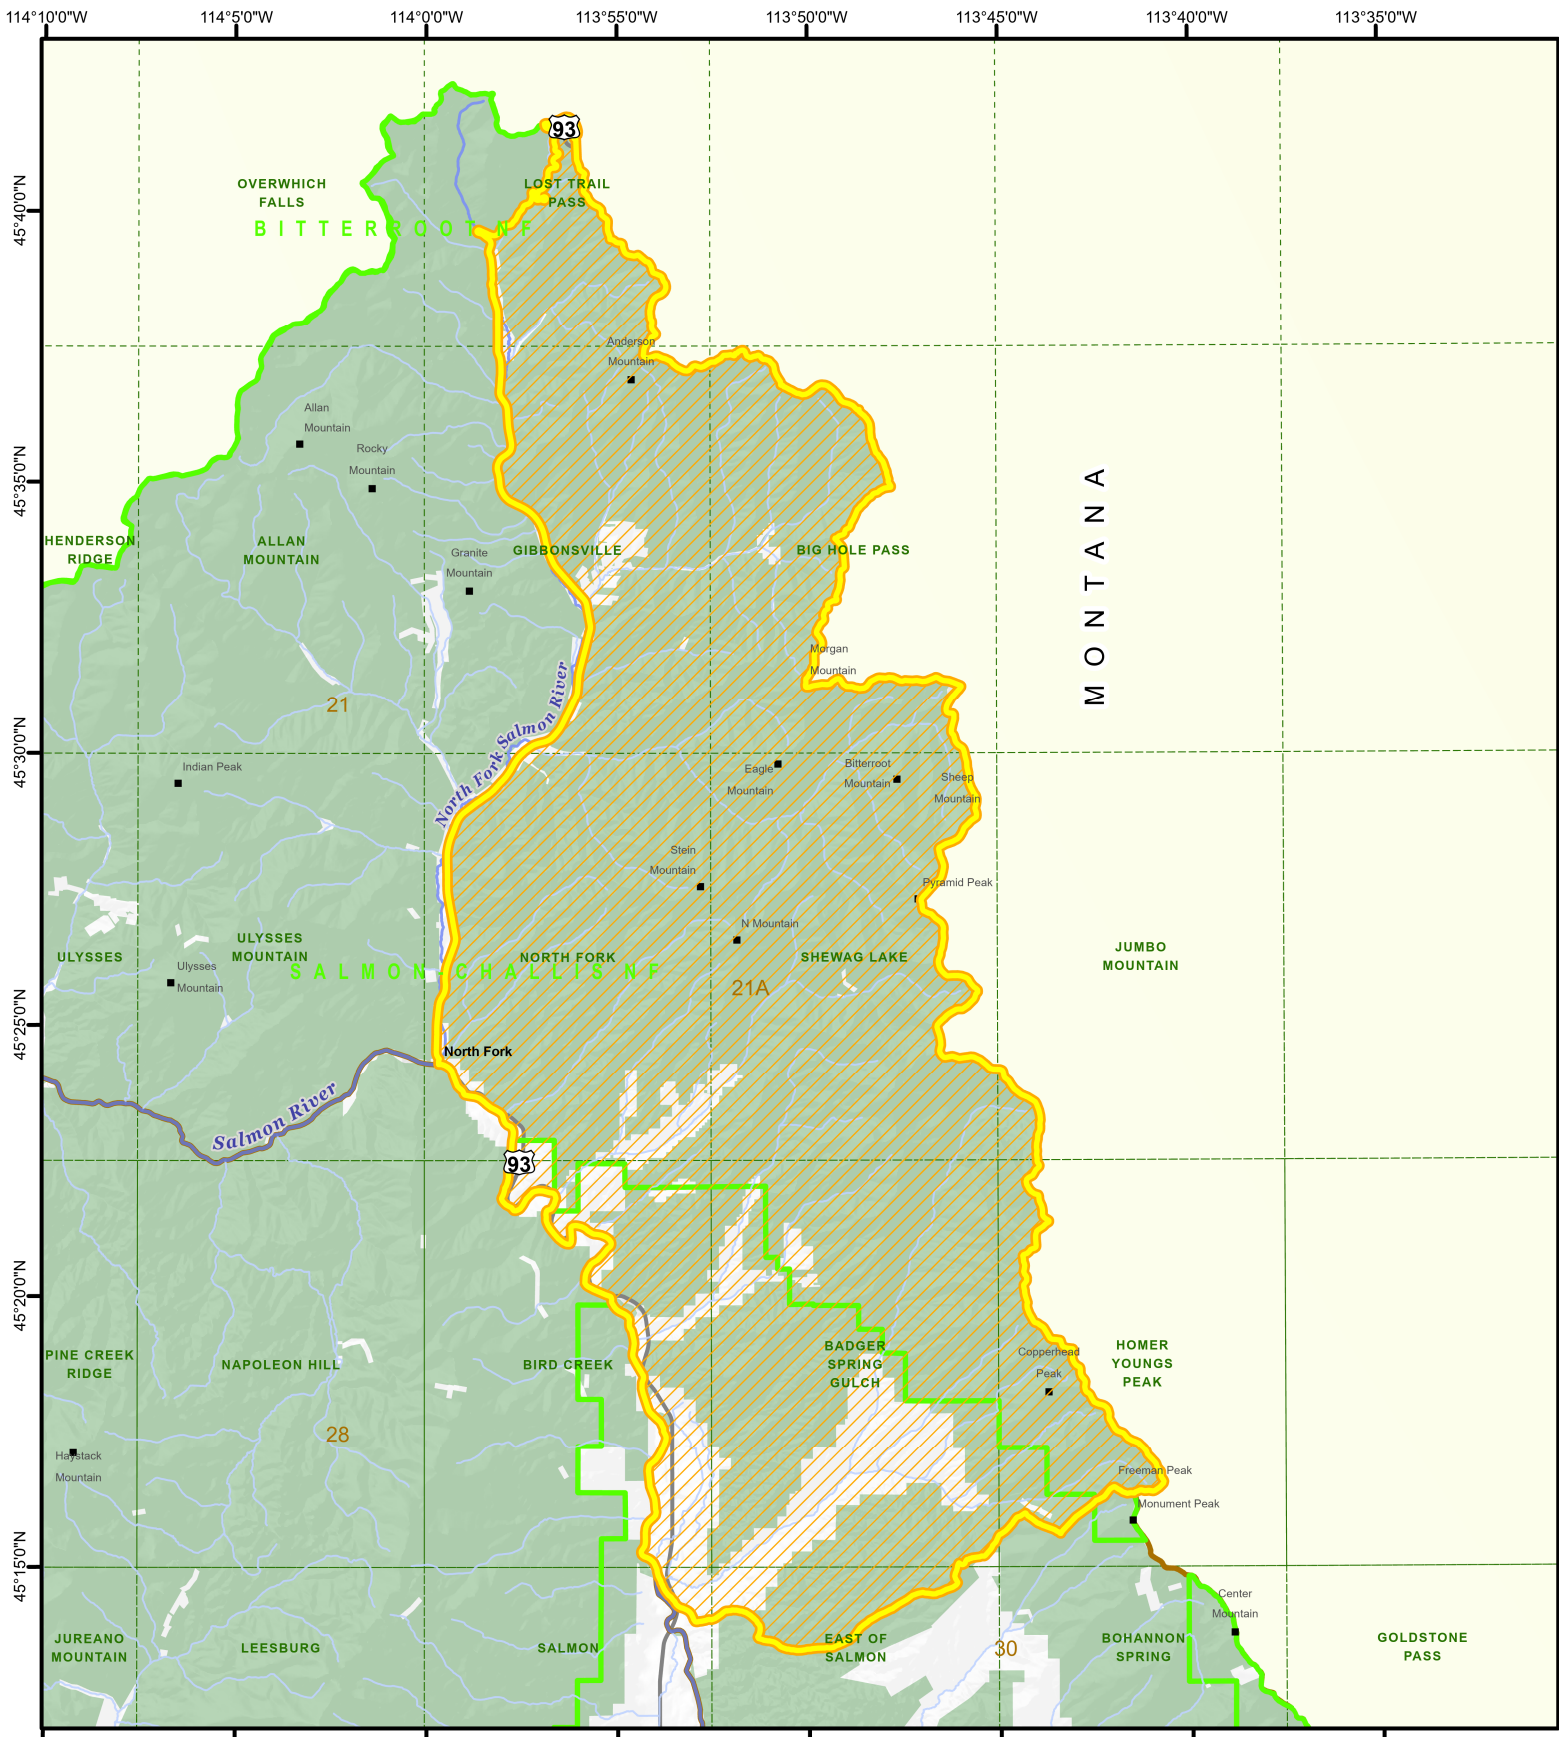 114°10'0"W 114°5'0"W 114°0'0"W 113°55'0"W 113°50'0"W 113°45'0"W 113°40'0"W 113°35'0"W
93
45°40'0"N
OVERWHICH
FALLS
LOST TRAIL
PASS
BITTERROOT NF
Anderson
Mountain
Allan
Mountain
Rocky
Mountain
45°35'0"N
MONTANA
HENDERSON
RIDGE
ALLAN
MOUNTAIN
Granite
Mountain
GIBBONSVILLE
BIG HOLE PASS
Morgan
Mountain
21
North Fork Salmon River
45°30'0"N
Indian Peak
Eagle
Mountain
Bitterroot
Mountain
Sheep
Mountain
Stein
Mountain
Pyramid Peak
N Mountain
ULYSSES
ULYSSES
MOUNTAIN
NORTH FORK
SHEWAG LAKE
JUMBO
MOUNTAIN
SALMON-CHALLIS NF
Ulysses
Mountain
21A
45°25'0"N
North Fork
Salmon River
93
45°20'0"N
PINE CREEK
RIDGE
NAPOLEON HILL
BIRD CREEK
BADGER
SPRING
GULCH
Copperhead
Peak
HOMER
YOUNGS
PEAK
28
Haystack
Mountain
Freeman Peak
Monument Peak
45°15'0"N
Center
Mountain
JUREANO
MOUNTAIN
LEESBURG
SALMON
EAST OF
SALMON
30
BOHANNON
SPRING
GOLDSTONE
PASS